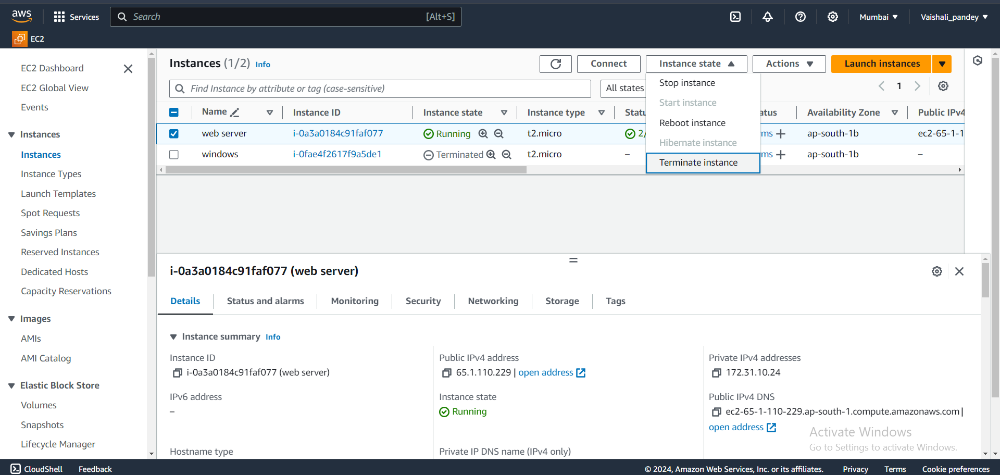 aws
Services
Search
[Alt+S]
Mumbai
Vaishali_pandey
EC2
EC2 Dashboard
EC2 Global View
Events
Instances
Instances
Instance Types
Launch Templates
Spot Requests
Savings Plans
Reserved Instances
Dedicated Hosts
Capacity Reservations
Images
AMIs
AMI Catalog
Elastic Block Store
Volumes
Snapshots
Lifecycle Manager
Instances (1/2) Info
Connect
Instance state
Actions
Launch instances
Find Instance by attribute or tag (case-sensitive)
All states
1
Stop instance
Start instance
Reboot instance
Hibernate instance
Terminate instance
Name Instance ID Instance state Instance type Statu atus Availability Zone Public IPv4
web server i-0a3a0184c91faf077 Running t2.micro 2/ ms + ap-south-1b ec2-65-1-1
windows i-0fae4f2617f9a5de1 Terminated t2.micro – ms + ap-south-1b –
i-0a3a0184c91faf077 (web server)
Details
Status and alarms
Monitoring
Security
Networking
Storage
Tags
Instance summary Info
Instance ID
i-0a3a0184c91faf077 (web server)
Public IPv4 address
65.1.110.229 | open address
Private IPv4 addresses
172.31.10.24
IPv6 address
–
Instance state
Running
Public IPv4 DNS
ec2-65-1-110-229.ap-south-1.compute.amazonaws.com |
open address
Hostname type
Private IP DNS name (IPv4 only)
Activate Windows
Go to Settings to activate Windows.
CloudShell
Feedback
© 2024, Amazon Web Services, Inc. or its affiliates.
Privacy
Terms
Cookie preferences